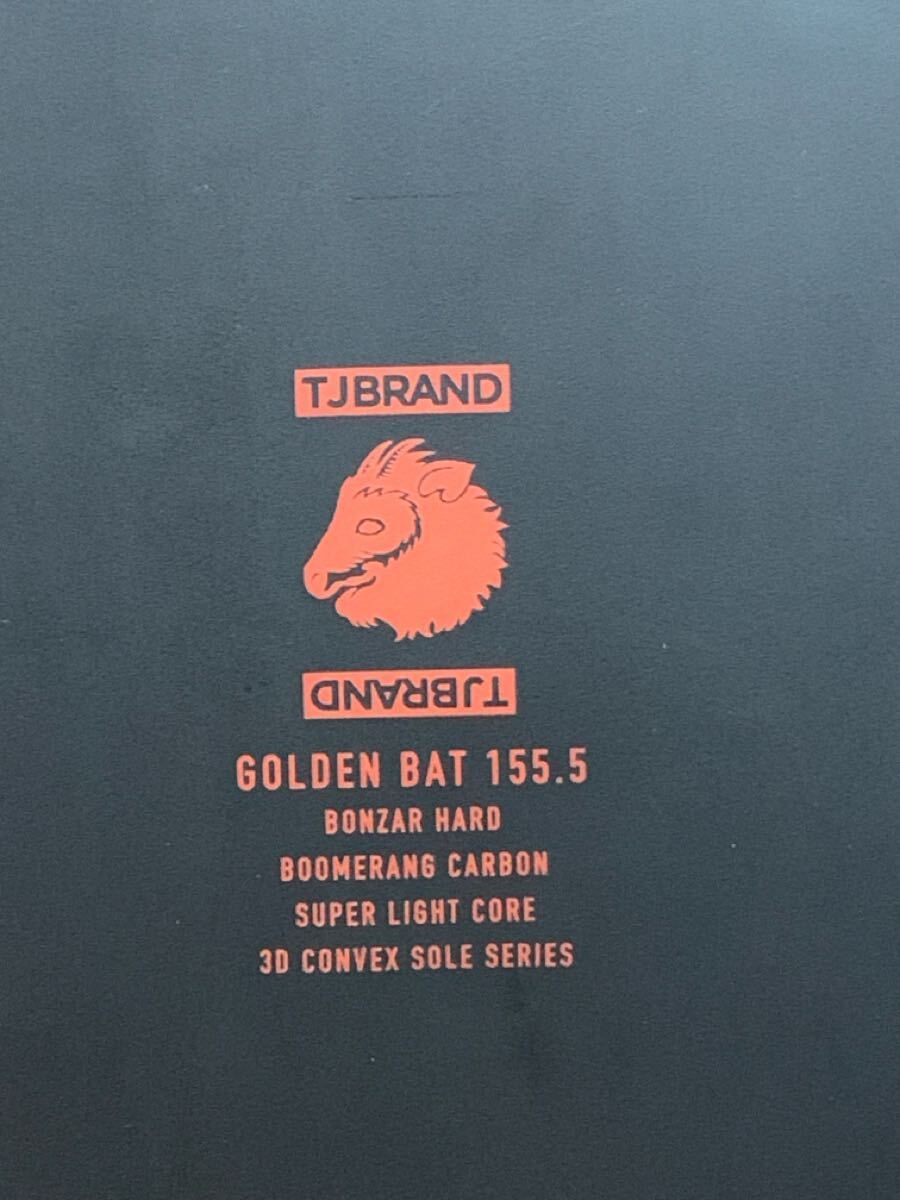 TJBRAND
TJBRAND
GOLDEN BAT 155.5
BONZAR HARD
BOOMERANG CARBON
SUPER LIGHT CORE
3D CONVEX SOLE SERIES